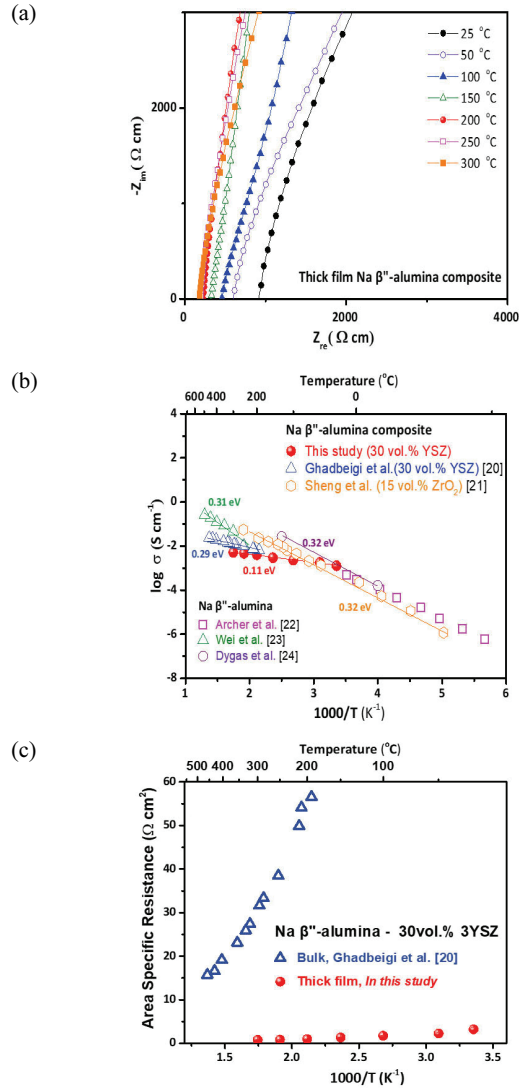 (a)
3000
2000
0
-Z_im(Ω cm)
25 °C
50 °C
100 °C
150 °C
200 °C
250 °C
300 °C
Thick film Na β"-alumina composite
0
1000
2000
4000
Z_re(Ω cm)
(b)
Temperature (°C)
600
400
200
0
Na β"-alumina composite
This study (30 vol.% YSZ)
Ghadbeigi et al.(30 vol.% YSZ) [20]
Sheng et al. (15 vol.% ZrO₂) [21]
4
2
0
-2
-4
-6
-8
log σ (S cm⁻¹)
0.31 eV
0.32 eV
0.29 eV
0.11 eV
0.32 eV
Na β"-alumina
Archer et al. [22]
Wei et al. [23]
Dygas et al. [24]
1
2
3
4
5
6
1000/T (K⁻¹)
(c)
Temperature (°C)
500
400
300
200
100
60
50
40
30
20
10
0
Area Specific Resistance (Ω cm²)
Na β"-alumina - 30vol.% 3YSZ
Bulk, Ghadbeigi et al. [20]
Thick film, In this study
1.5
2.0
2.5
3.0
3.5
1000/T (K⁻¹)